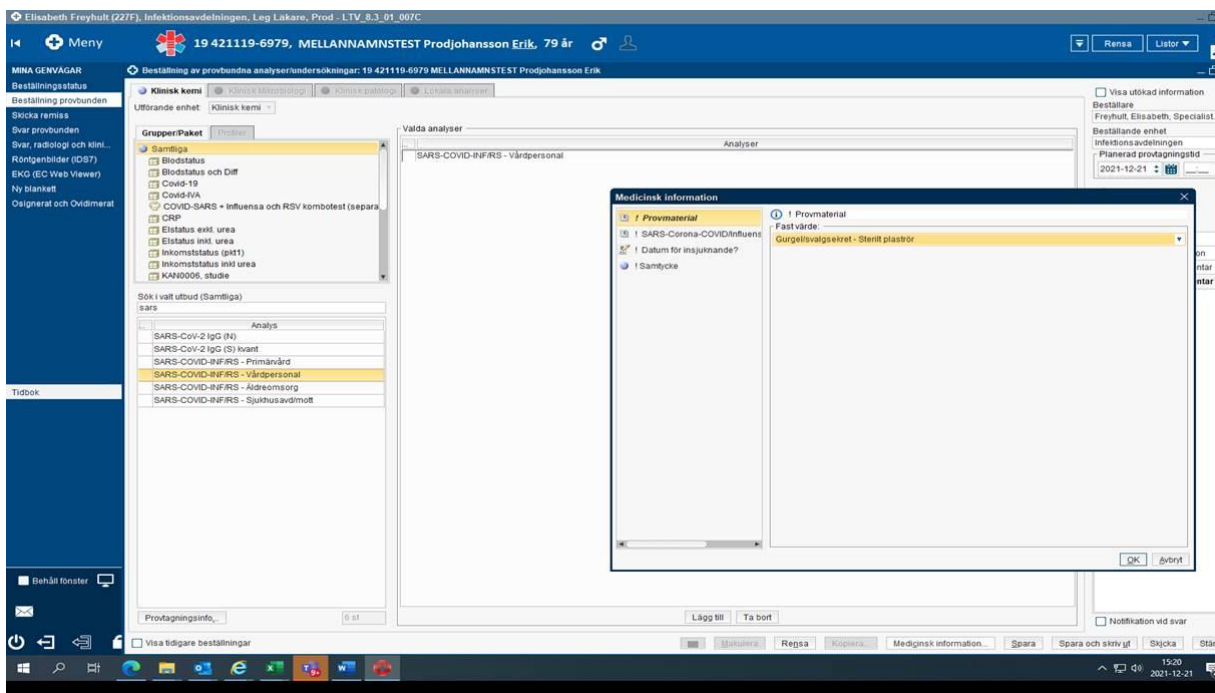 Elisabeth Freyhult (227F), Infektionsavdelningen, Leg Läkare, Prod - LTV_8.3_01_007C
Meny
19 421119-6979, MELLANNAMNSTEST Prodjohansson Erik, 79 år
Rensa
Listor
MINA GENVÄGAR
Beställningsstatus
Beställning provbunden
Skicka remiss
Svar provbunden
Svar, radiologi och klini...
Röntgenbilder (IDS7)
EKG (EC Web Viewer)
Ny blankett
Osignerat och Ovidimerat
Tidbok
Behåll fönster
Beställning av provbundna analyser/undersökningar: 19 421119-6979 MELLANNAMNSTEST Prodjohansson Erik
Klinisk kemi
Klinisk Mikrobiologi
Klinisk patologi
Lokala analyser
Utförande enhet: Klinisk kemi
Grupper/Paket
Profiler
Samtliga
Blodstatus
Blodstatus och Diff
Covid-19
Covid-IVA
COVID-SARS + Influensa och RSV kombotest (separa
CRP
Elstatus exkl. urea
Elstatus inkl. urea
Inkomststatus (pkt1)
Inkomststatus inkl urea
KAN0006, studie
Sök i valt utbud (Samtliga)
sars
Analys
SARS-CoV-2 IgG (N)
SARS-CoV-2 IgG (S) kvant
SARS-COVID-INF/RS - Primärvård
SARS-COVID-INF/RS - Vårdpersonal
SARS-COVID-INF/RS - Äldreomsorg
SARS-COVID-INF/RS - Sjukhusavd/mott
Provtagningsinfo...
6 st
Valda analyser
Analyser
SARS-COVID-INF/RS - Vårdpersonal
Lägg till
Ta bort
Medicinsk information
! Provmaterial
! SARS-Corona-COVID/Influens
! Datum för insjuknande?
! Samtycke
! Provmaterial
Fast värde:
Gurgel/svalgsekret - Sterilt plaströr
OK
Avbryt
Visa utökad information
Beställare
Freyhult, Elisabeth, Specialist
Beställande enhet
Infektionsavdelningen
Planerad provtagningstid
2021-12-21
on
ntar
ntar
Notifikation vid svar
Visa tidigare beställningar
Makulera
Rensa
Kopiera...
Medicinsk information...
Spara
Spara och skriv ut
Skicka
Stän
15:20
2021-12-21